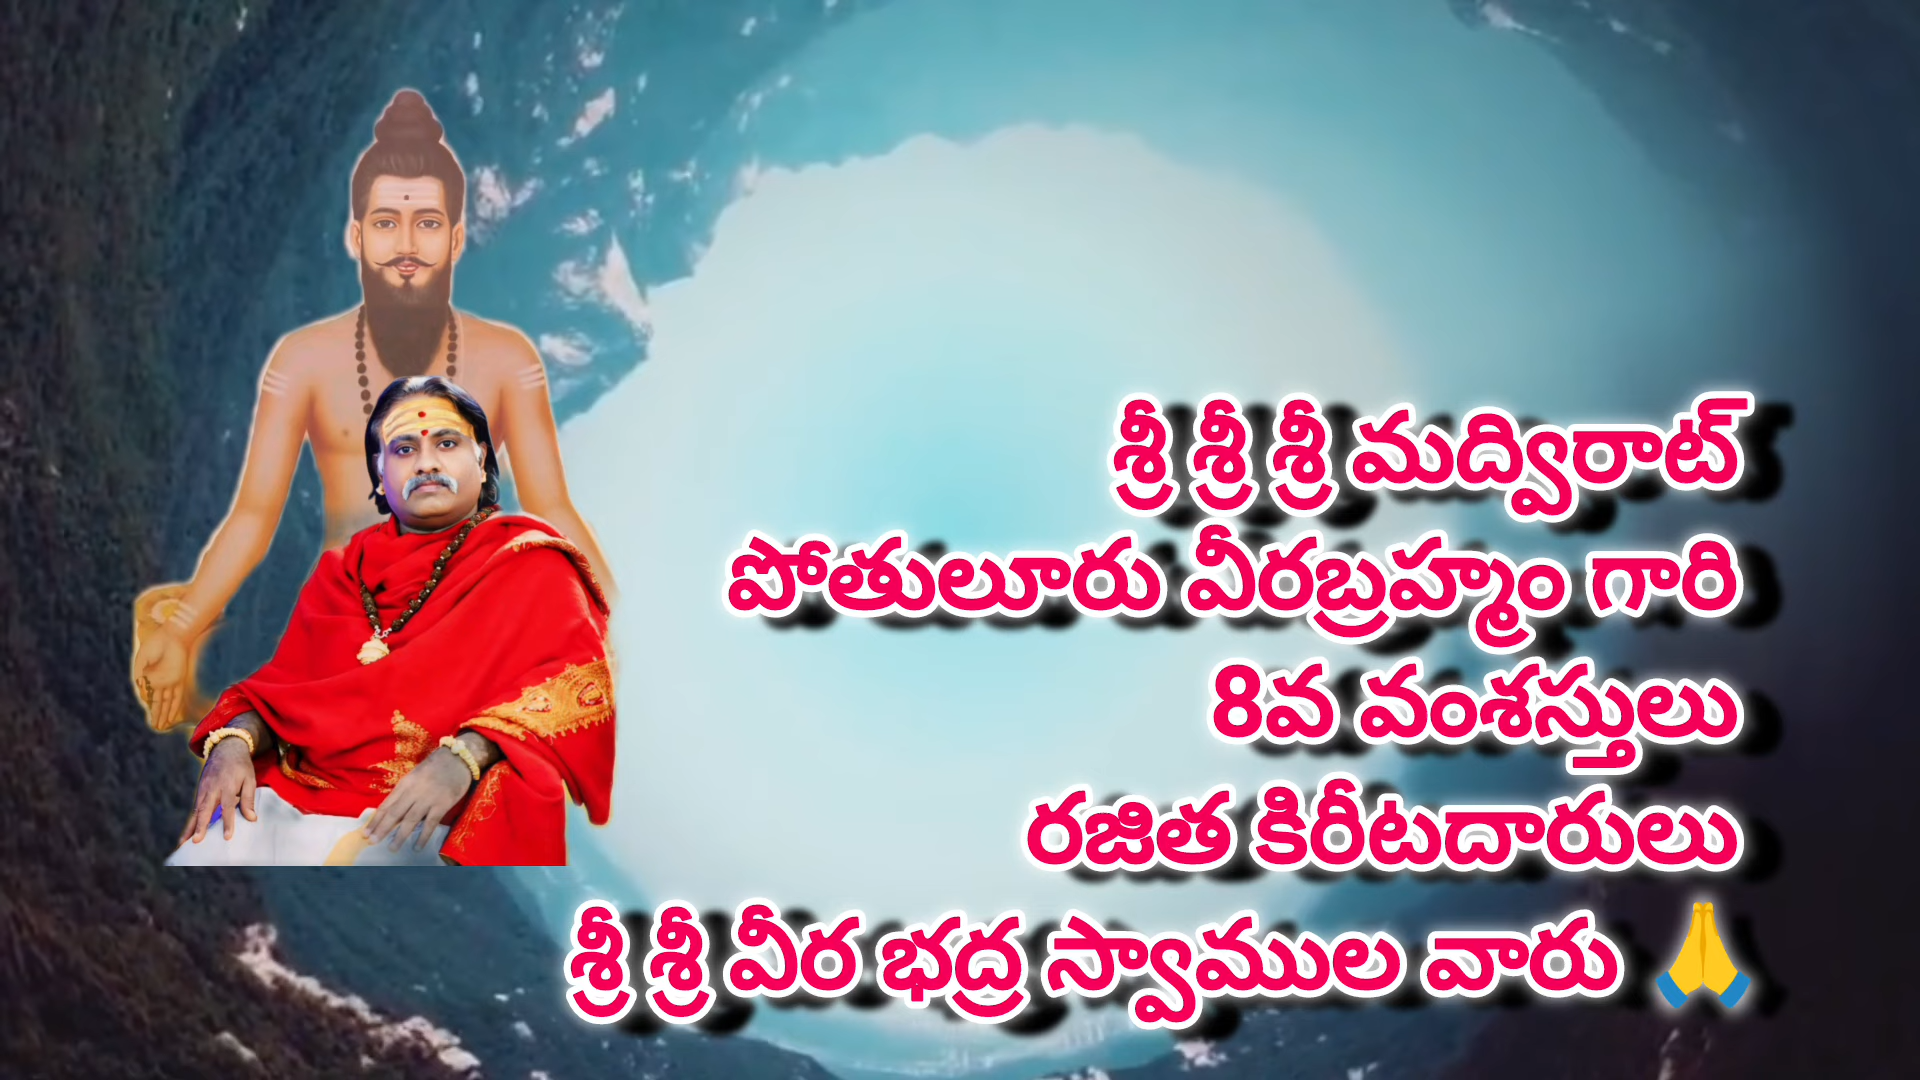 శ్రీ శ్రీ శ్రీ మద్విరాట్
పోతులూరు వీరబ్రహ్మం గారి
8వ వంశస్తులు
రజిత కిరీటదారులు
శ్రీ శ్రీ వీర భద్ర స్వాముల వారు 🙏